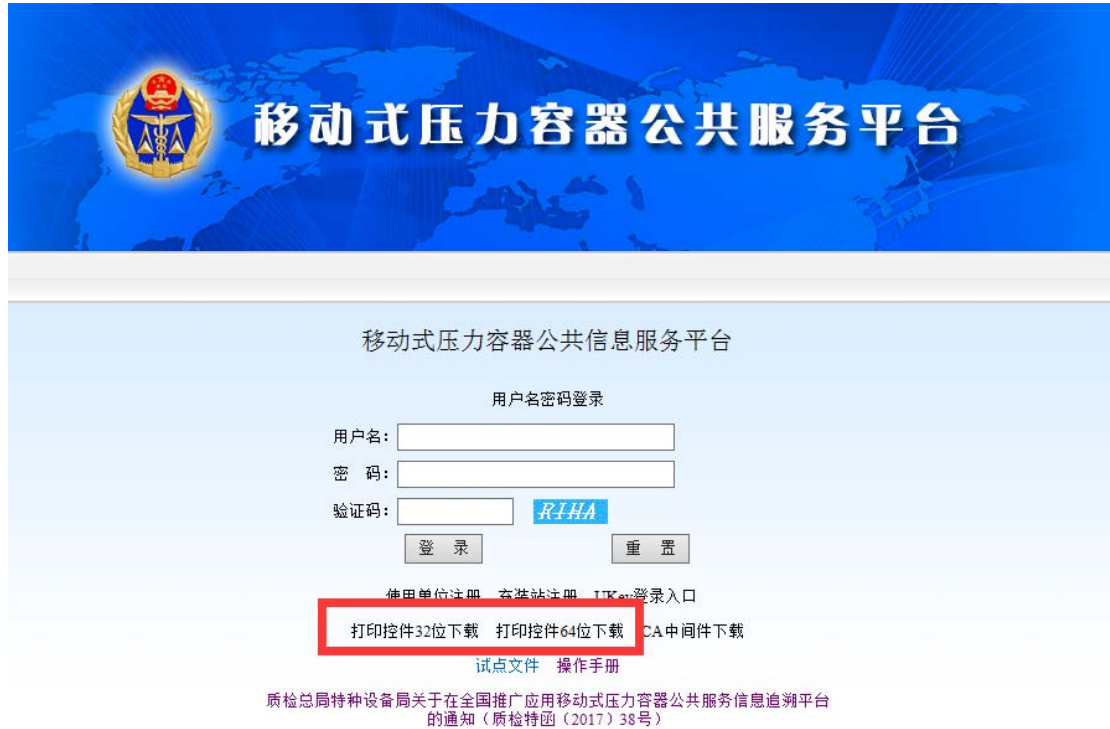 移动式压力容器公共服务平台
移动式压力容器公共信息服务平台
用户名密码登录
用户名：
密 码：
验证码： RIHA
登 录 重 置
使用单位注册 充装站注册 UKey登录入口
打印控件32位下载 打印控件64位下载 CA中间件下载
试点文件 操作手册
质检总局特种设备局关于在全国推广应用移动式压力容器公共服务信息追溯平台
的通知（质检特函（2017）38号）